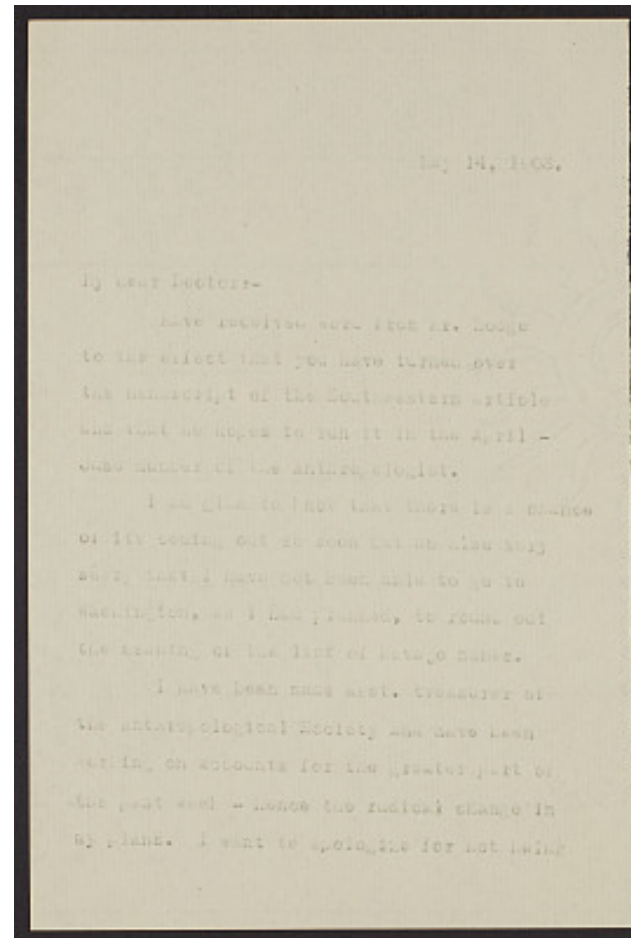 May 14, 1903.
My dear Doctor:-
Have received word from Mr. Hodge
to the effect that you have turned over
the manscript of the Southwestern article
and that he hopes to run it in the April -
June number of the anthropologist.
I am glad to know that there is a chance
of its coming out so soon but am also very
sorry that I have not been able to go to
Washington, as I had planned, to round out
the meaning of the list of Navajo names.
I have been made asst. treasurer of
the anthropological Society and have been
working on accounts for the greater part of
the past week - hence the radical change in
my plans. I want to apologize for not being